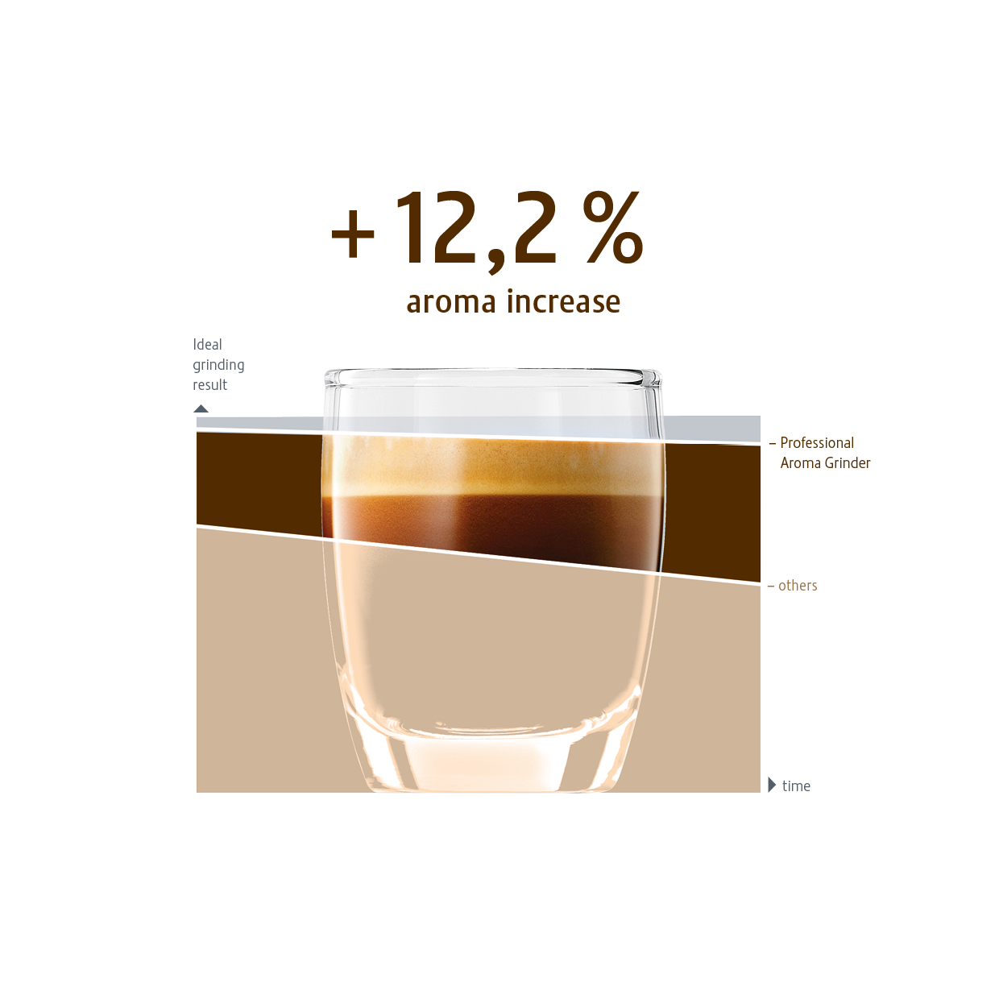 + 12,2 %
aroma increase
Ideal
grinding
result
– Professional
Aroma Grinder
– others
time